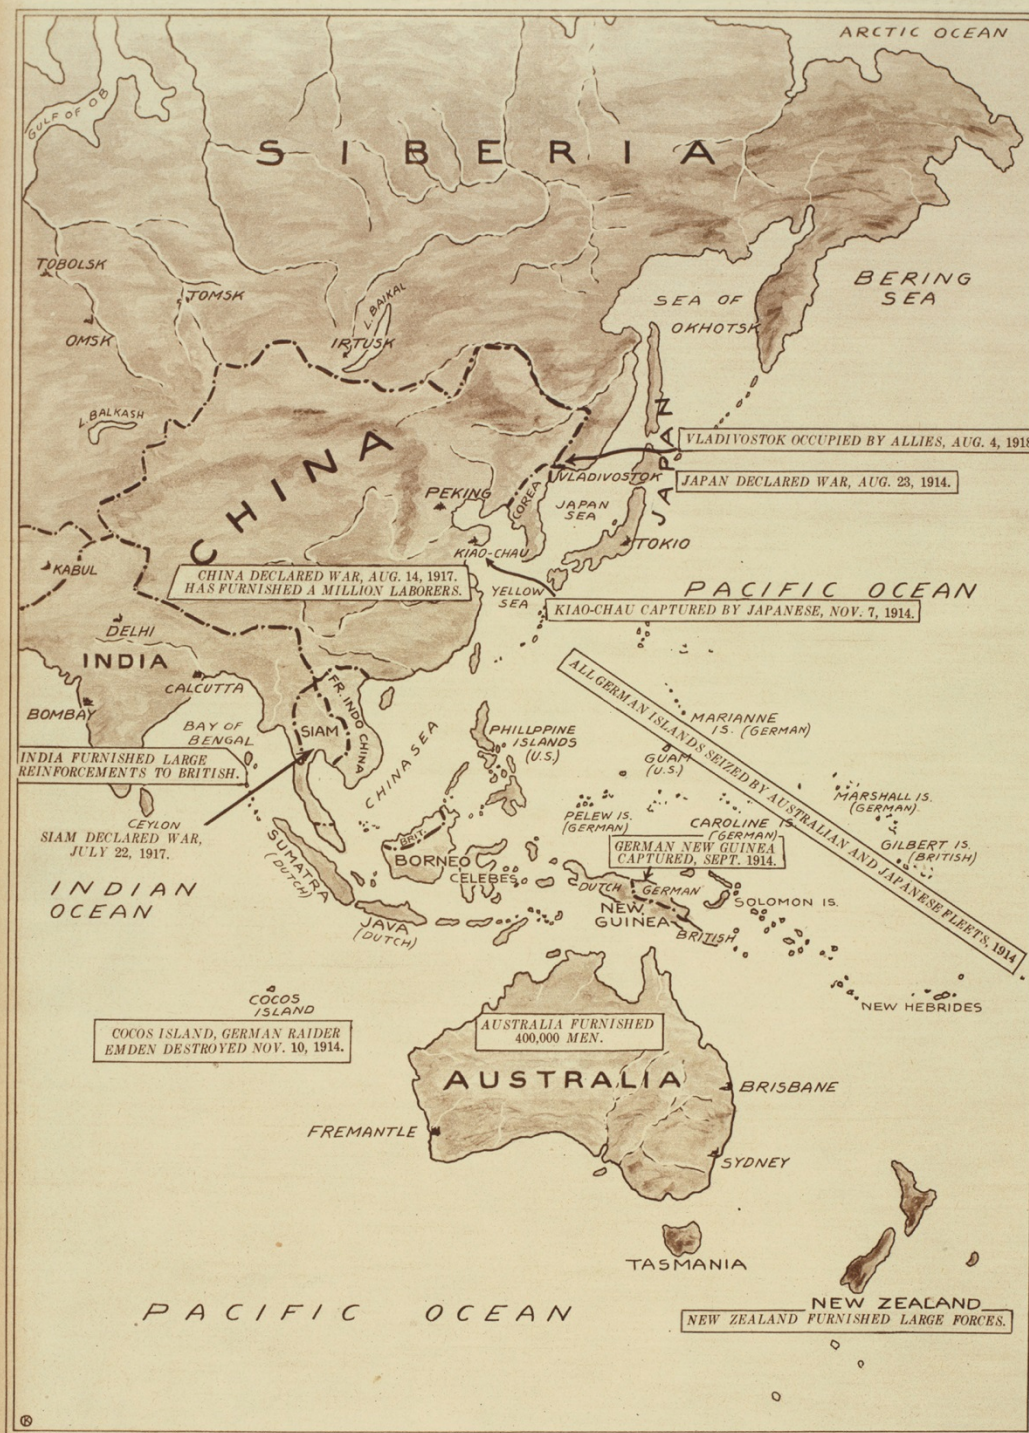 ARCTIC OCEAN
GULF OF OB
SIBERIA
TOBOLSK
TOMSK
OMSK
L. BAIKAL
IRTUSK
SEA OF
OKHOTSK
BERING
SEA
L. BALKASH
CHINA
JAPAN
VLADIVOSTOK OCCUPIED BY ALLIES, AUG. 4, 1918
VLADIVOSTOK
JAPAN DECLARED WAR, AUG. 23, 1914.
PEKING
COREA
JAPAN
SEA
TOKIO
KIAO-CHAU
KABUL
CHINA DECLARED WAR, AUG. 14, 1917.
HAS FURNISHED A MILLION LABORERS.
YELLOW
SEA
PACIFIC OCEAN
KIAO-CHAU CAPTURED BY JAPANESE, NOV. 7, 1914.
DELHI
INDIA
CALCUTTA
BOMBAY
BAY OF
BENGAL
FR. INDO CHINA
SIAM
CHINA SEA
PHILPPINE
ISLANDS
(U.S.)
ALL GERMAN ISLANDS SEIZED BY AUSTRALIAN AND JAPANESE FLEETS, 1914
MARIANNE
IS. (GERMAN)
GUAM
(U.S.)
INDIA FURNISHED LARGE
REINFORCEMENTS TO BRITISH.
CEYLON
SIAM DECLARED WAR,
JULY 22, 1917.
PELEW IS.
(GERMAN)
CAROLINE IS.
(GERMAN)
MARSHALL IS.
(GERMAN).
GILBERT IS.
(BRITISH)
GERMAN NEW GUINEA
CAPTURED, SEPT. 1914.
BRIT.
BORNEO
CELEBES
SUMATRA
(DUTCH)
JAVA
(DUTCH)
DUTCH
GERMAN
NEW
GUINEA
BRITISH
SOLOMON IS.
INDIAN
OCEAN
NEW HEBRIDES
COCOS
ISLAND
COCOS ISLAND, GERMAN RAIDER
EMDEN DESTROYED NOV. 10, 1914.
AUSTRALIA FURNISHED
400,000 MEN.
AUSTRALIA
BRISBANE
FREMANTLE
SYDNEY
TASMANIA
NEW ZEALAND
NEW ZEALAND FURNISHED LARGE FORCES.
PACIFIC OCEAN
K